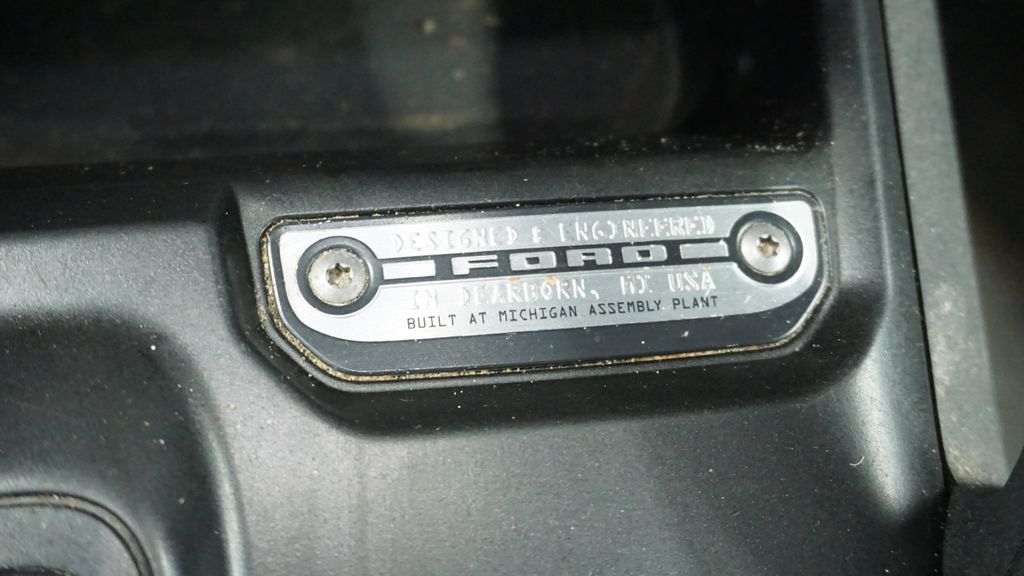 DESIGNED & ENGINEERED
FORD
IN DEARBORN, MI USA
BUILT AT MICHIGAN ASSEMBLY PLANT